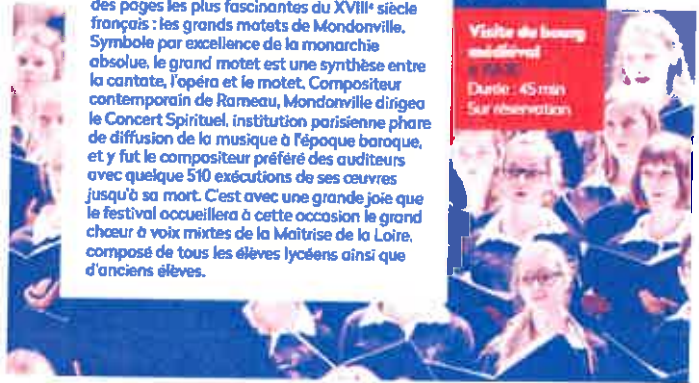 des pages les plus fascinantes du XVIIIe siècle
français : les grands motets de Mondonville.
Symbole par excellence de la monarchie
absolue, le grand motet est une synthèse entre
la cantate, l'opéra et le motet. Compositeur
contemporain de Rameau, Mondonville dirigea
le Concert Spirituel, institution parisienne phare
de diffusion de la musique à l'époque baroque,
et y fut le compositeur préféré des auditeurs
avec quelque 510 exécutions de ses œuvres
jusqu'à sa mort. C'est avec une grande joie que
le festival accueillera à cette occasion le grand
chœur à voix mixtes de la Maîtrise de la Loire,
composé de tous les élèves lycéens ainsi que
d'anciens élèves.
Visite du bourg
médiéval
Durée : 45 min
Sur réservation